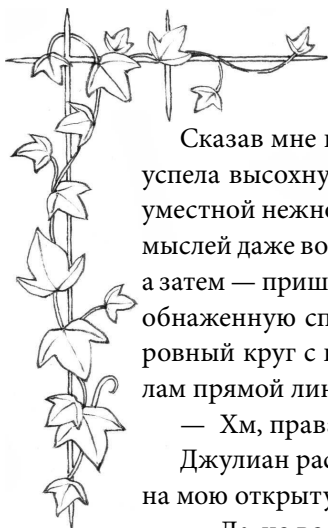 Сказав мне
успела высохну
уместной нежно
мыслей даже во
а затем — приш
обнаженную сп
ровный круг с
лам прямой лин
— Хм, права
Джулиан рас
на мою открыту